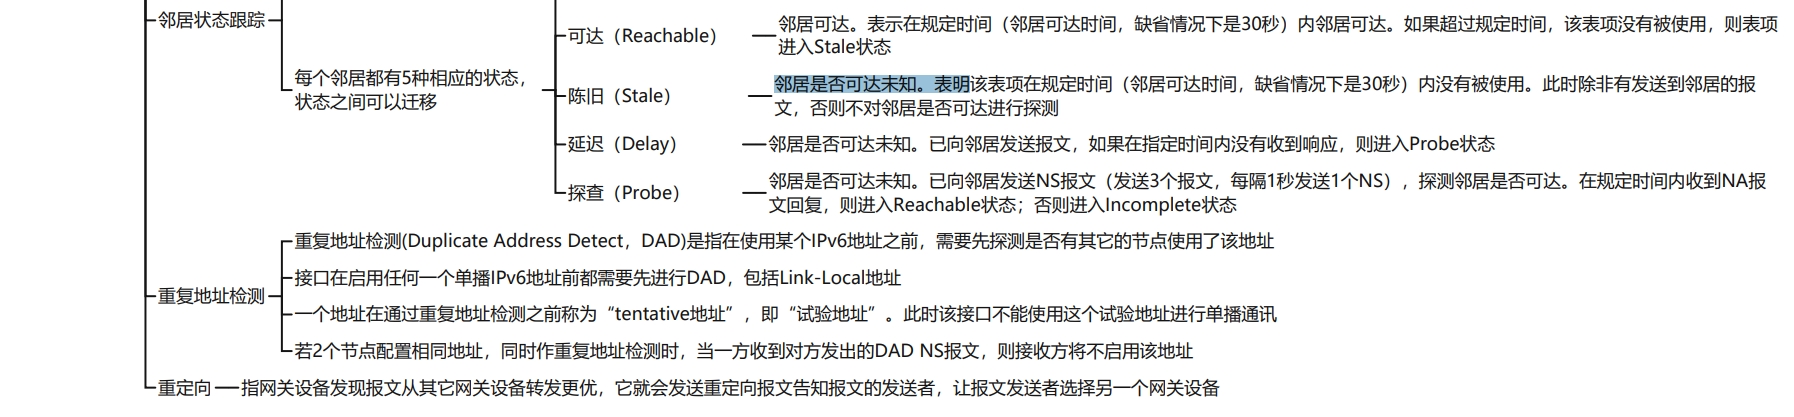 邻居状态跟踪
每个邻居都有5种相应的状态，
状态之间可以迁移
可达（Reachable）
邻居可达。表示在规定时间（邻居可达时间，缺省情况下是30秒）内邻居可达。如果超过规定时间，该表项没有被使用，则表项
进入Stale状态
陈旧（Stale）
邻居是否可达未知。表明该表项在规定时间（邻居可达时间，缺省情况下是30秒）内没有被使用。此时除非有发送到邻居的报
文，否则不对邻居是否可达进行探测
延迟（Delay）
邻居是否可达未知。已向邻居发送报文，如果在指定时间内没有收到响应，则进入Probe状态
探查（Probe）
邻居是否可达未知。已向邻居发送NS报文（发送3个报文，每隔1秒发送1个NS），探测邻居是否可达。在规定时间内收到NA报
文回复，则进入Reachable状态；否则进入Incomplete状态
重复地址检测
重复地址检测(Duplicate Address Detect，DAD)是指在使用某个IPv6地址之前，需要先探测是否有其它的节点使用了该地址
接口在启用任何一个单播IPv6地址前都需要先进行DAD，包括Link-Local地址
一个地址在通过重复地址检测之前称为“tentative地址”，即“试验地址”。此时该接口不能使用这个试验地址进行单播通讯
若2个节点配置相同地址，同时作重复地址检测时，当一方收到对方发出的DAD NS报文，则接收方将不启用该地址
重定向
指网关设备发现报文从其它网关设备转发更优，它就会发送重定向报文告知报文的发送者，让报文发送者选择另一个网关设备